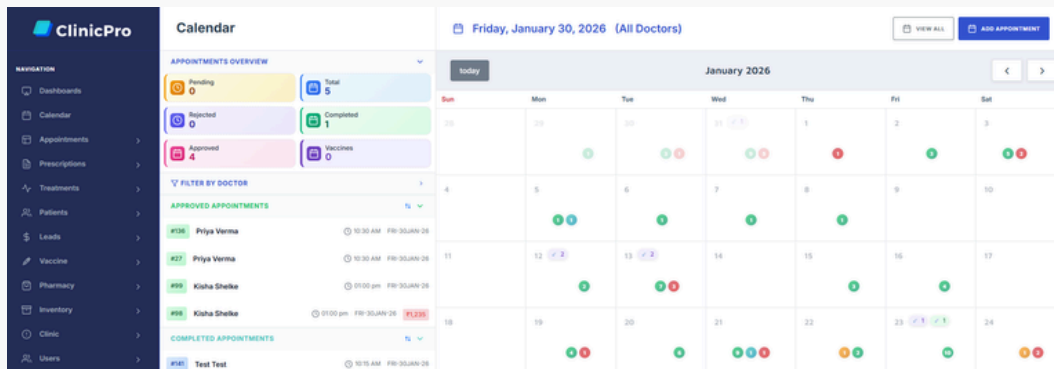 ClinicPro
NAVIGATION
Dashboards
Calendar
Appointments
Prescriptions
Treatments
Patients
Leads
Vaccine
Pharmacy
Inventory
Clinic
Users
Calendar
APPOINTMENTS OVERVIEW
Pending
0
Total
5
Rejected
0
Completed
1
Approved
4
Vaccines
0
FILTER BY DOCTOR
APPROVED APPOINTMENTS
#136 Priya Verma 10:30 AM FRI-30JAN-26
#27 Priya Verma 10:30 AM FRI-30JAN-26
#99 Kisha Shelke 01:00 pm FRI-30JAN-26
#98 Kisha Shelke 01:00 pm FRI-30JAN-26 ₹1,235
COMPLETED APPOINTMENTS
#141 Test Test 10:15 AM FRI-30JAN-26
Friday, January 30, 2026 (All Doctors)
VIEW ALL
ADD APPOINTMENT
today
January 2026
Sun Mon Tue Wed Thu Fri Sat
28 29 30 31 ✓ 1 1 2 3
4 5 6 7 8 9 10
11 12 ✓ 2 13 ✓ 2 14 15 16 17
18 19 20 21 22 23 ✓ 1 ✓ 1 24